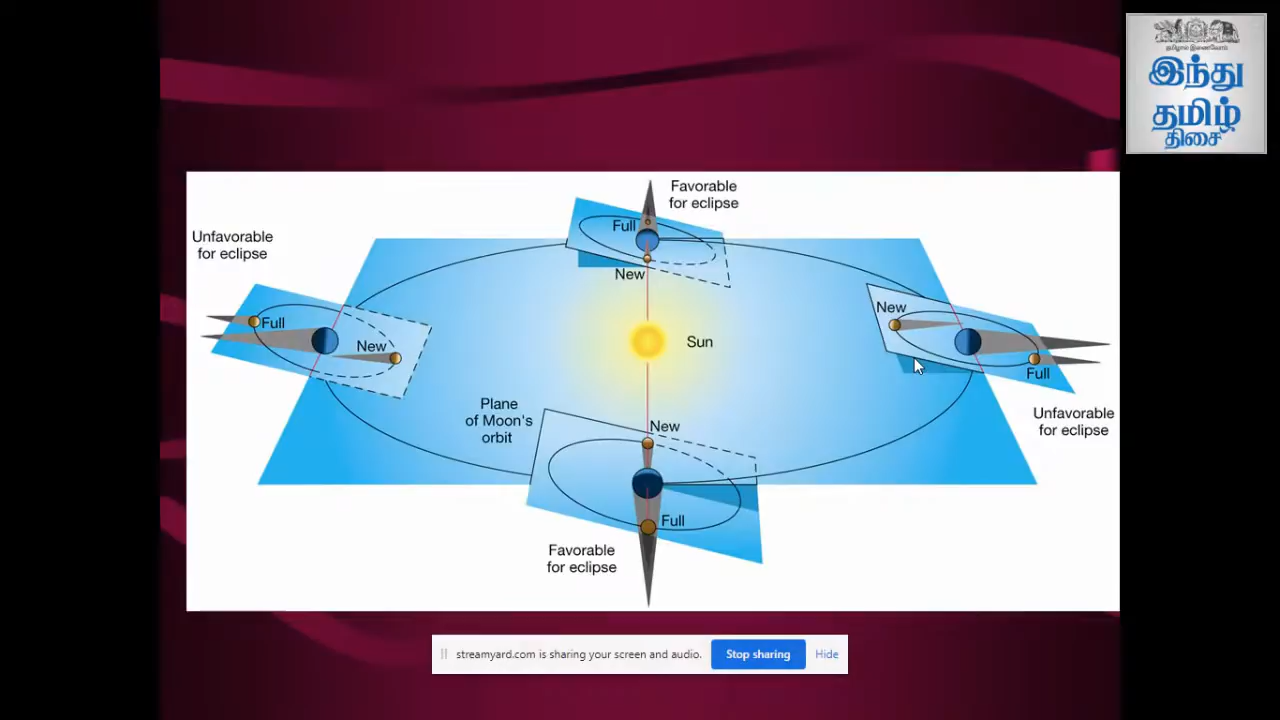 தமிழால் இணைவோம்
இந்து
தமிழ்
திசை
Favorable
for eclipse
Unfavorable
for eclipse
Full
New
New
Full
Full
New
Sun
Plane
of Moon's
orbit
New
Full
Unfavorable
for eclipse
Favorable
for eclipse
streamyard.com is sharing your screen and audio.
Stop sharing
Hide